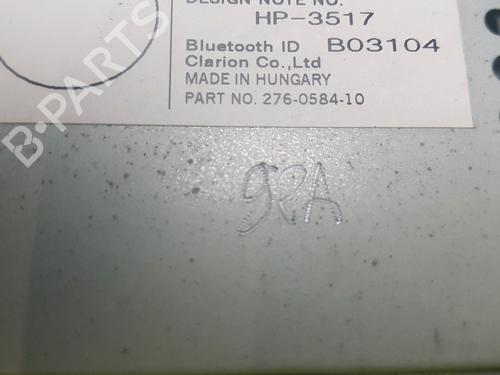 DESIGN NOTE NO.
HP-3517
Bluetooth ID B03104
Clarion Co.,Ltd
MADE IN HUNGARY
PART NO. 276-0584-10
B-PARTS